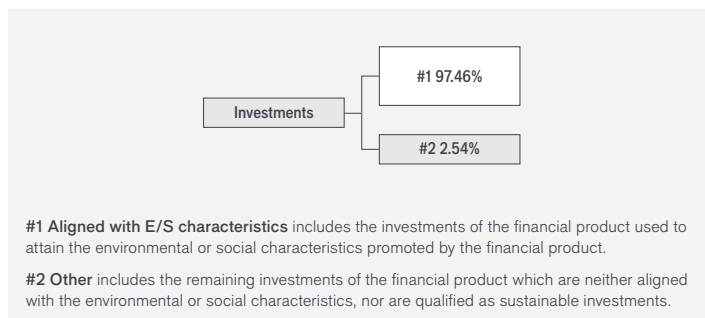 #1 97.46%
Investments
#2 2.54%
#1 Aligned with E/S characteristics includes the investments of the financial product used to
attain the environmental or social characteristics promoted by the financial product.
#2 Other includes the remaining investments of the financial product which are neither aligned
with the environmental or social characteristics, nor are qualified as sustainable investments.